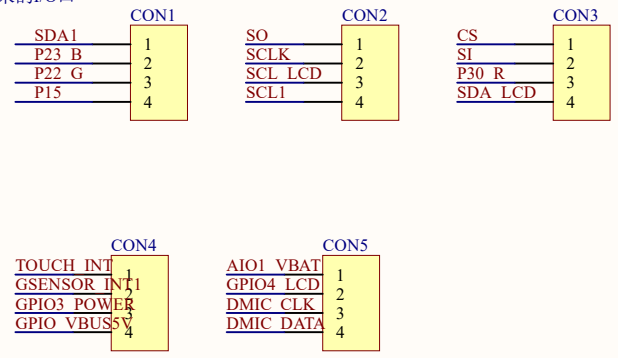 CON1
SDA1 1
P23_B 2
P22_G 3
P15 4
CON2
SO 1
SCLK 2
SCL_LCD 3
SCL1 4
CON3
CS 1
SI 2
P30_R 3
SDA_LCD 4
CON4
TOUCH_INT 1
GSENSOR_INT1 2
GPIO3_POWER 3
GPIO_VBUS5V 4
CON5
AIO1_VBAT 1
GPIO4_LCD 2
DMIC_CLK 3
DMIC_DATA 4